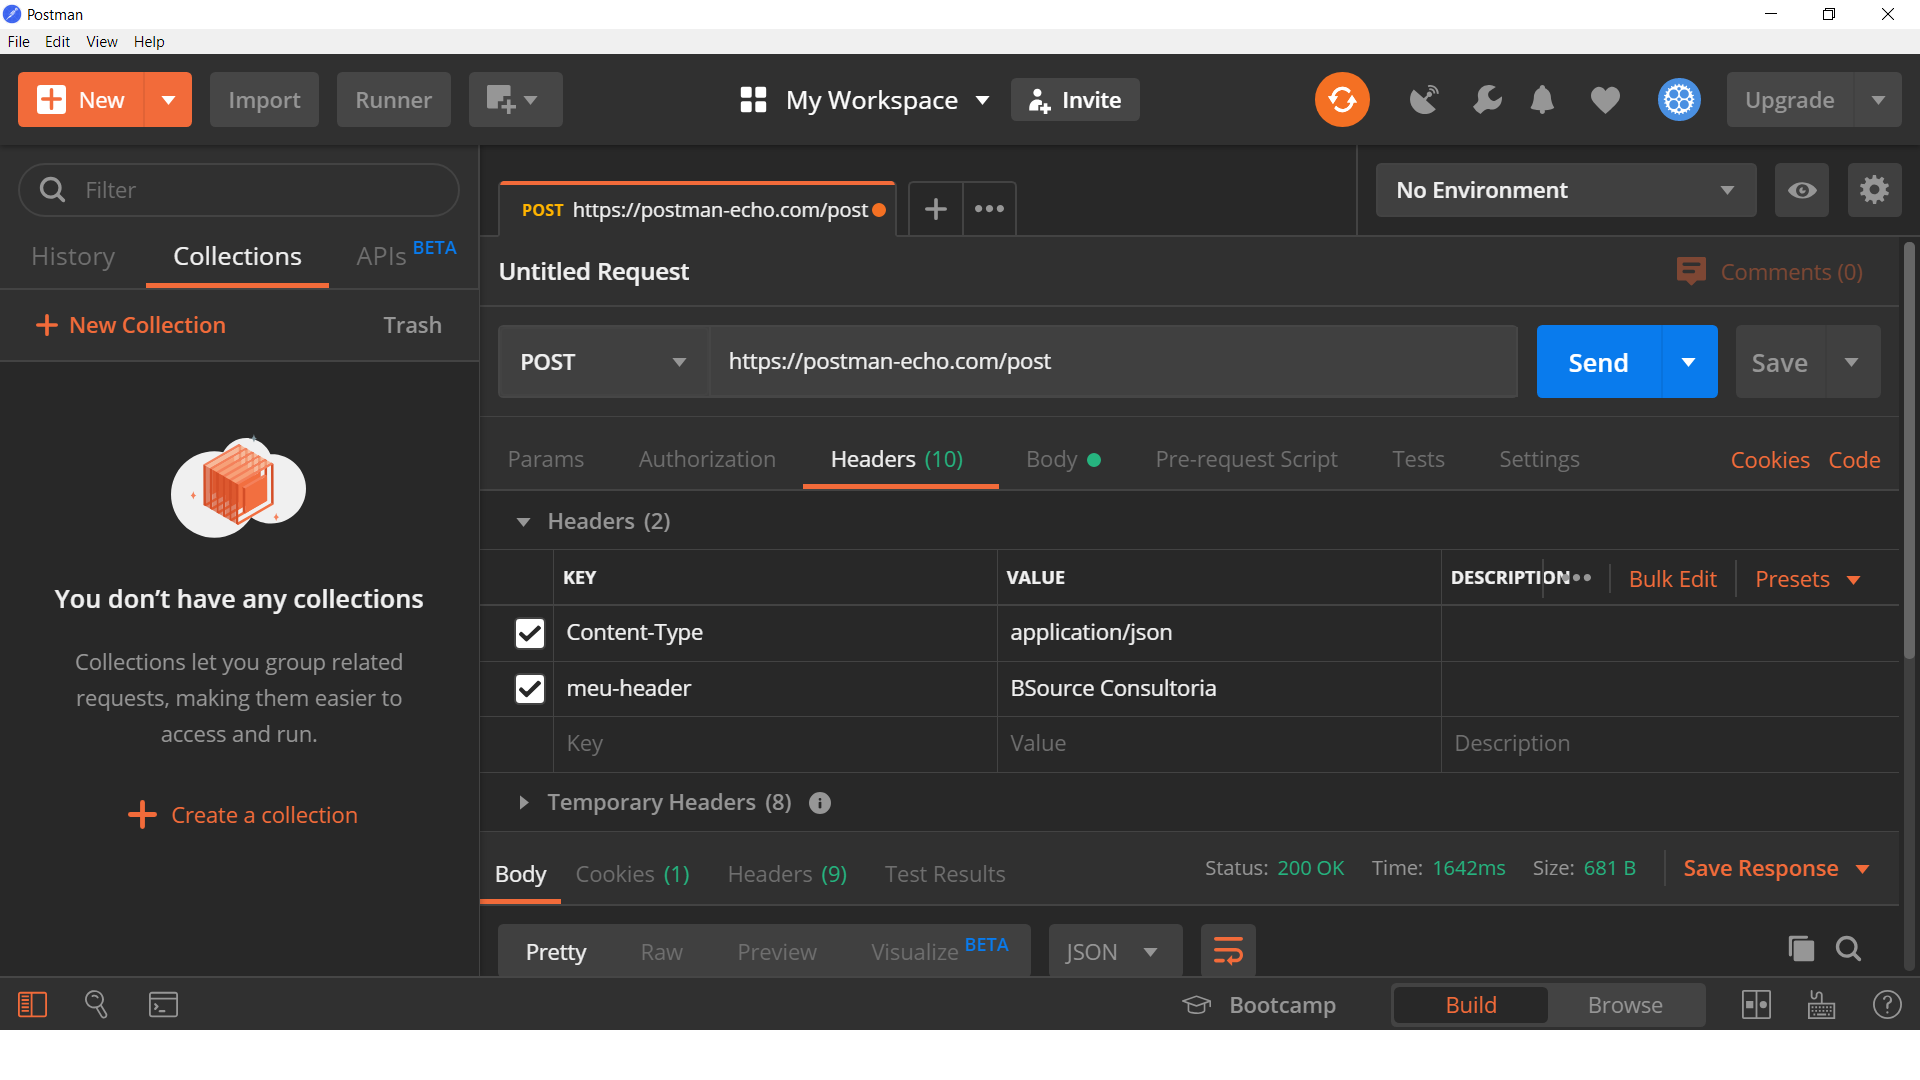 Postman
File Edit View Help
New Import Runner My Workspace Invite Upgrade
Filter
History Collections APIs BETA
New Collection Trash
You don’t have any collections
Collections let you group related
requests, making them easier to
access and run.
Create a collection
POST https://postman-echo.com/post
No Environment
Untitled Request Comments (0)
POST https://postman-echo.com/post Send Save
Params Authorization Headers (10) Body Pre-request Script Tests Settings Cookies Code
Headers (2)
KEY VALUE DESCRIPTION Bulk Edit Presets
Content-Type application/json
meu-header BSource Consultoria
Key Value Description
Temporary Headers (8)
Body Cookies (1) Headers (9) Test Results Status: 200 OK Time: 1642ms Size: 681 B Save Response
Pretty Raw Preview Visualize BETA JSON
Bootcamp Build Browse